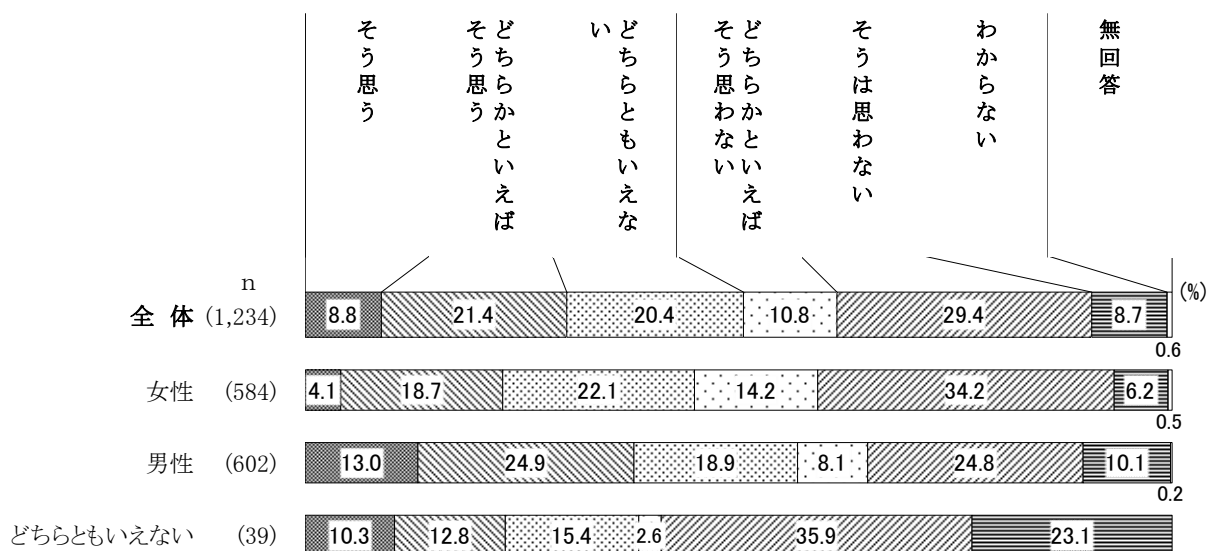 そう思う
どちらかといえば
そう思う
どちらともいえな
い
どちらかといえば
そう思わない
そうは思わない
わからない
無回答
n
(%)
全 体 (1,234) 8.8 21.4 20.4 10.8 29.4 8.7
0.6
女性 (584) 4.1 18.7 22.1 14.2 34.2 6.2
0.5
男性 (602) 13.0 24.9 18.9 8.1 24.8 10.1
0.2
どちらともいえない (39) 10.3 12.8 15.4 2.6 35.9 23.1